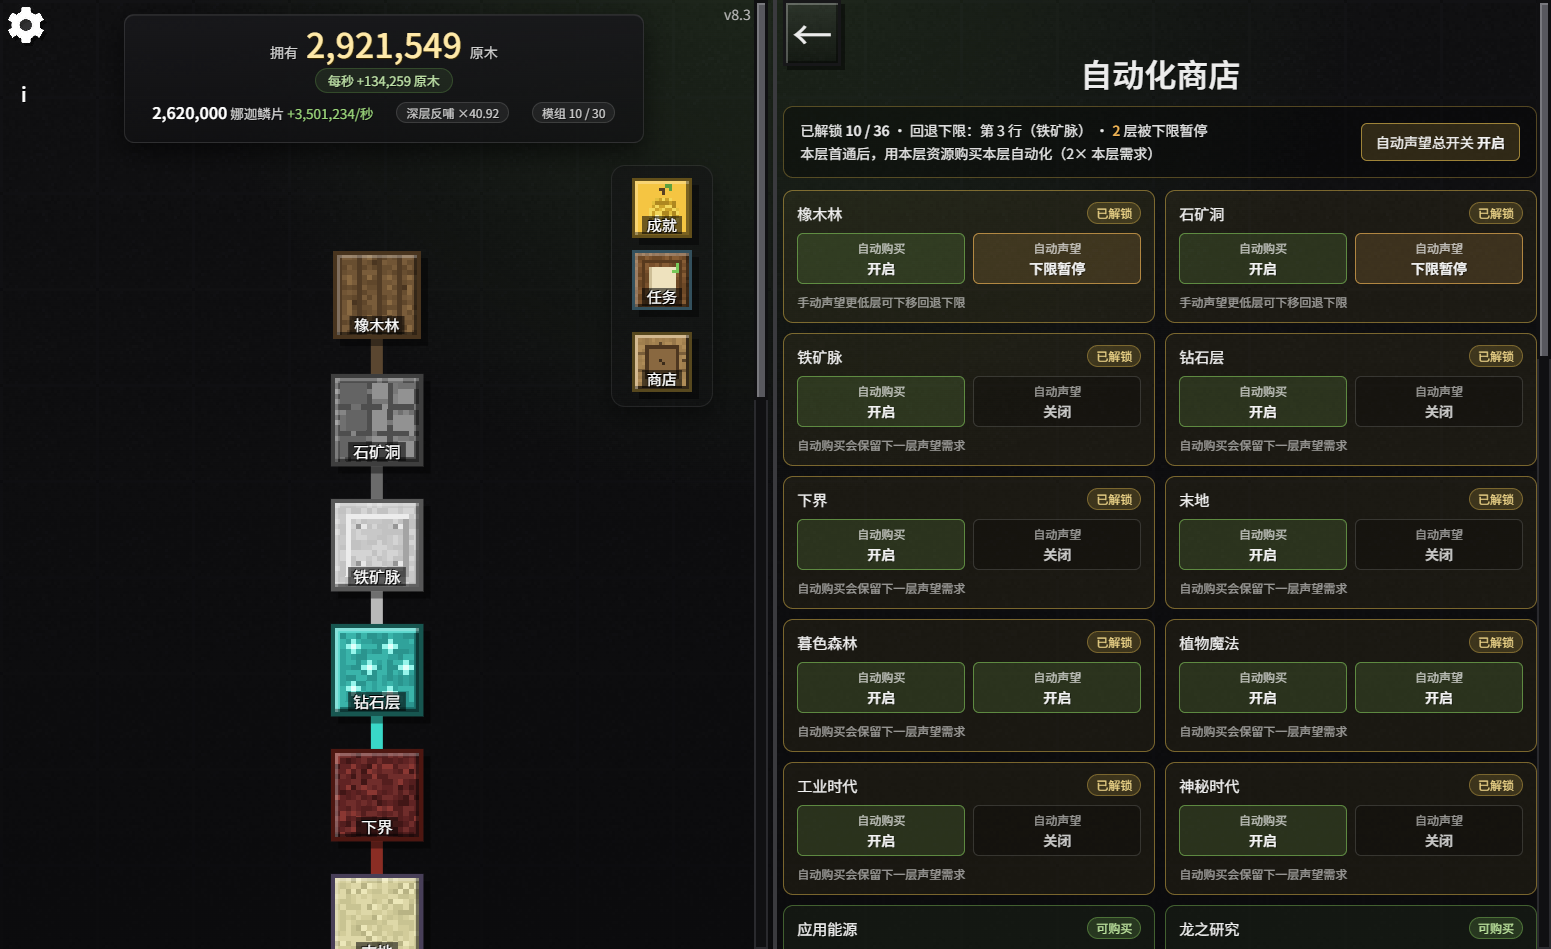 v8.3
拥有 2,921,549 原木
每秒 +134,259 原木
2,620,000 娜迦鳞片 +3,501,234/秒 深层反哺 ×40.92 模组 10 / 30
i
成就
任务
商店
橡木林
石矿洞
铁矿脉
钻石层
下界
自动化商店
已解锁 10 / 36 · 回退下限：第 3 行（铁矿脉） · 2 层被下限暂停
本层首通后，用本层资源购买本层自动化（2× 本层需求）
自动声望总开关 开启
橡木林 已解锁
自动购买 自动声望
开启 下限暂停
手动声望更低层可下移回退下限
石矿洞 已解锁
自动购买 自动声望
开启 下限暂停
手动声望更低层可下移回退下限
铁矿脉 已解锁
自动购买 自动声望
开启 关闭
自动购买会保留下一层声望需求
钻石层 已解锁
自动购买 自动声望
开启 关闭
自动购买会保留下一层声望需求
下界 已解锁
自动购买 自动声望
开启 关闭
自动购买会保留下一层声望需求
末地 已解锁
自动购买 自动声望
开启 关闭
自动购买会保留下一层声望需求
暮色森林 已解锁
自动购买 自动声望
开启 开启
自动购买会保留下一层声望需求
植物魔法 已解锁
自动购买 自动声望
开启 开启
自动购买会保留下一层声望需求
工业时代 已解锁
自动购买 自动声望
开启 关闭
自动购买会保留下一层声望需求
神秘时代 已解锁
自动购买 自动声望
开启 关闭
自动购买会保留下一层声望需求
应用能源 可购买
龙之研究 可购买